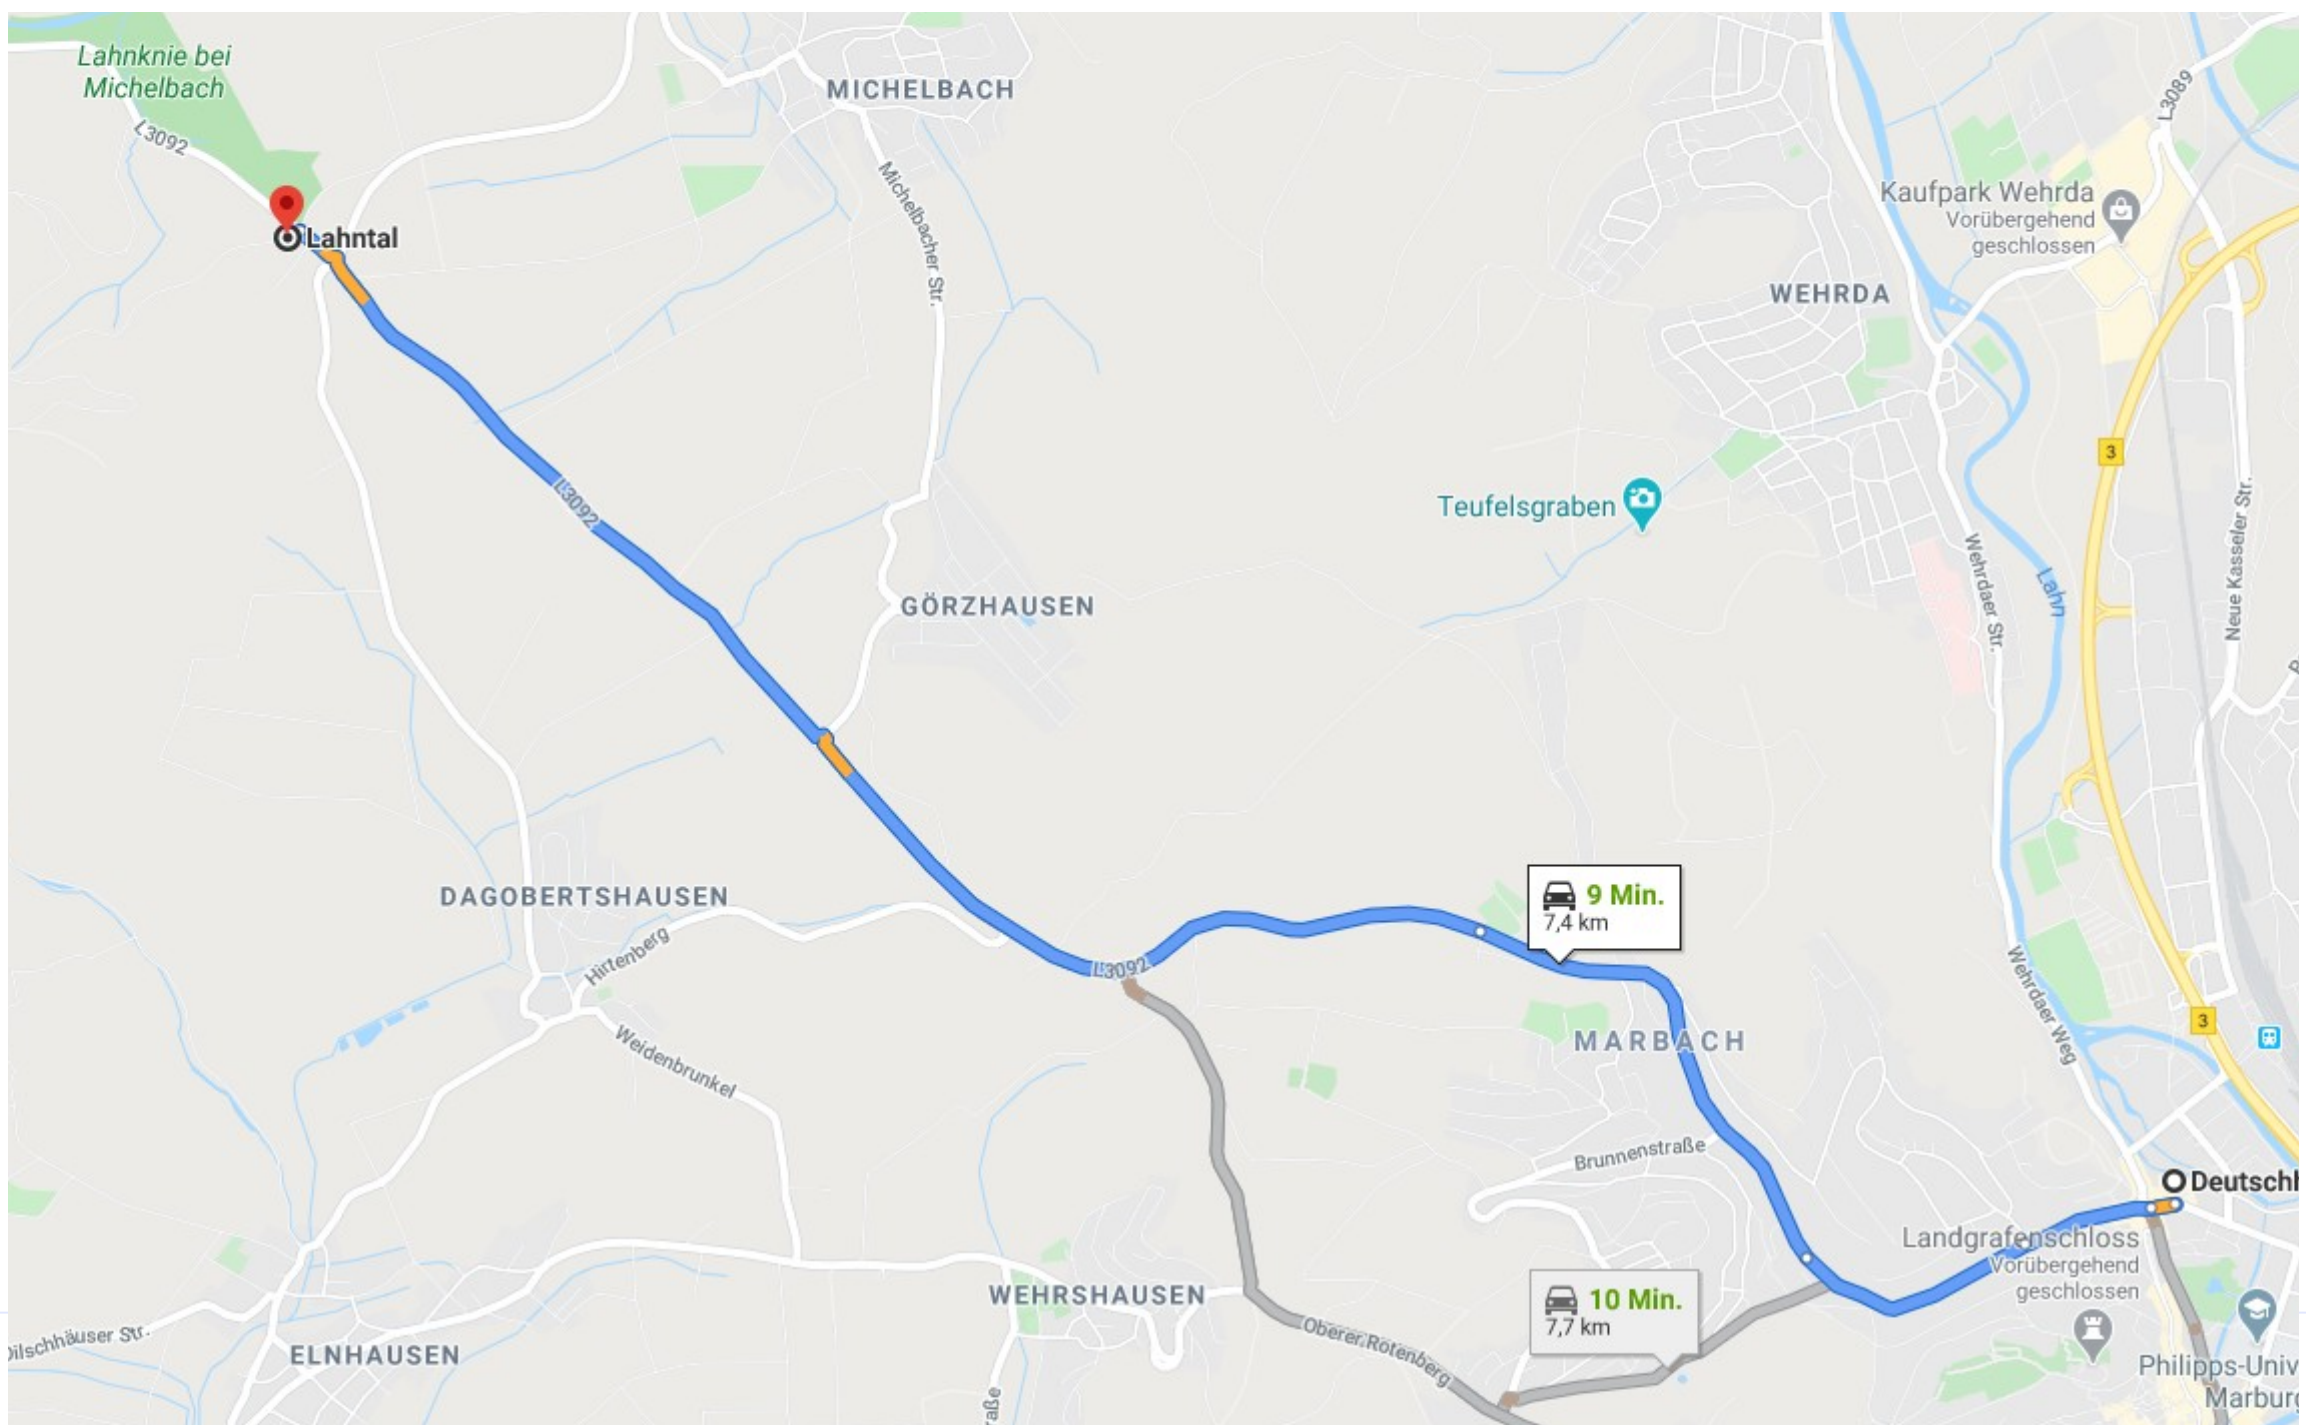 Lahnknie bei
Michelbach
L3092
MICHELBACH
Michelbacher Str.
L3089
Kaufpark Wehrda
Vorübergehend
geschlossen
Lahntal
WEHRDA
3
L3092
Teufelsgraben
Wehrdaer Str.
Lahn
Neue Kasseler Str.
GÖRZHAUSEN
DAGOBERTSHAUSEN
Hirtenberg
9 Min.
7,4 km
L3092
Wehrdaer Weg
3
MARBACH
Weidenbrunkel
Brunnenstraße
Deutschh
Landgrafenschloss
Vorübergehend
geschlossen
WEHRSHAUSEN
10 Min.
7,7 km
Oberer Rotenberg
Dilschhäuser Str.
ELNHAUSEN
Philipps-Univ
Marburg
raße